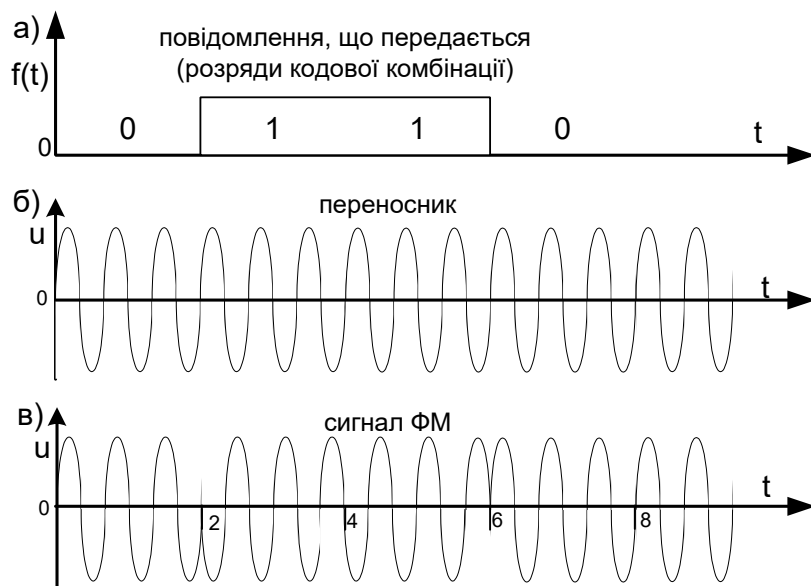 а)
повідомлення, що передається
(розряди кодової комбінації)
f(t)
0 1 1 0 t
0
б)
переносник
u
t
0
в)
сигнал ФМ
u
t
0
2 4 6 8